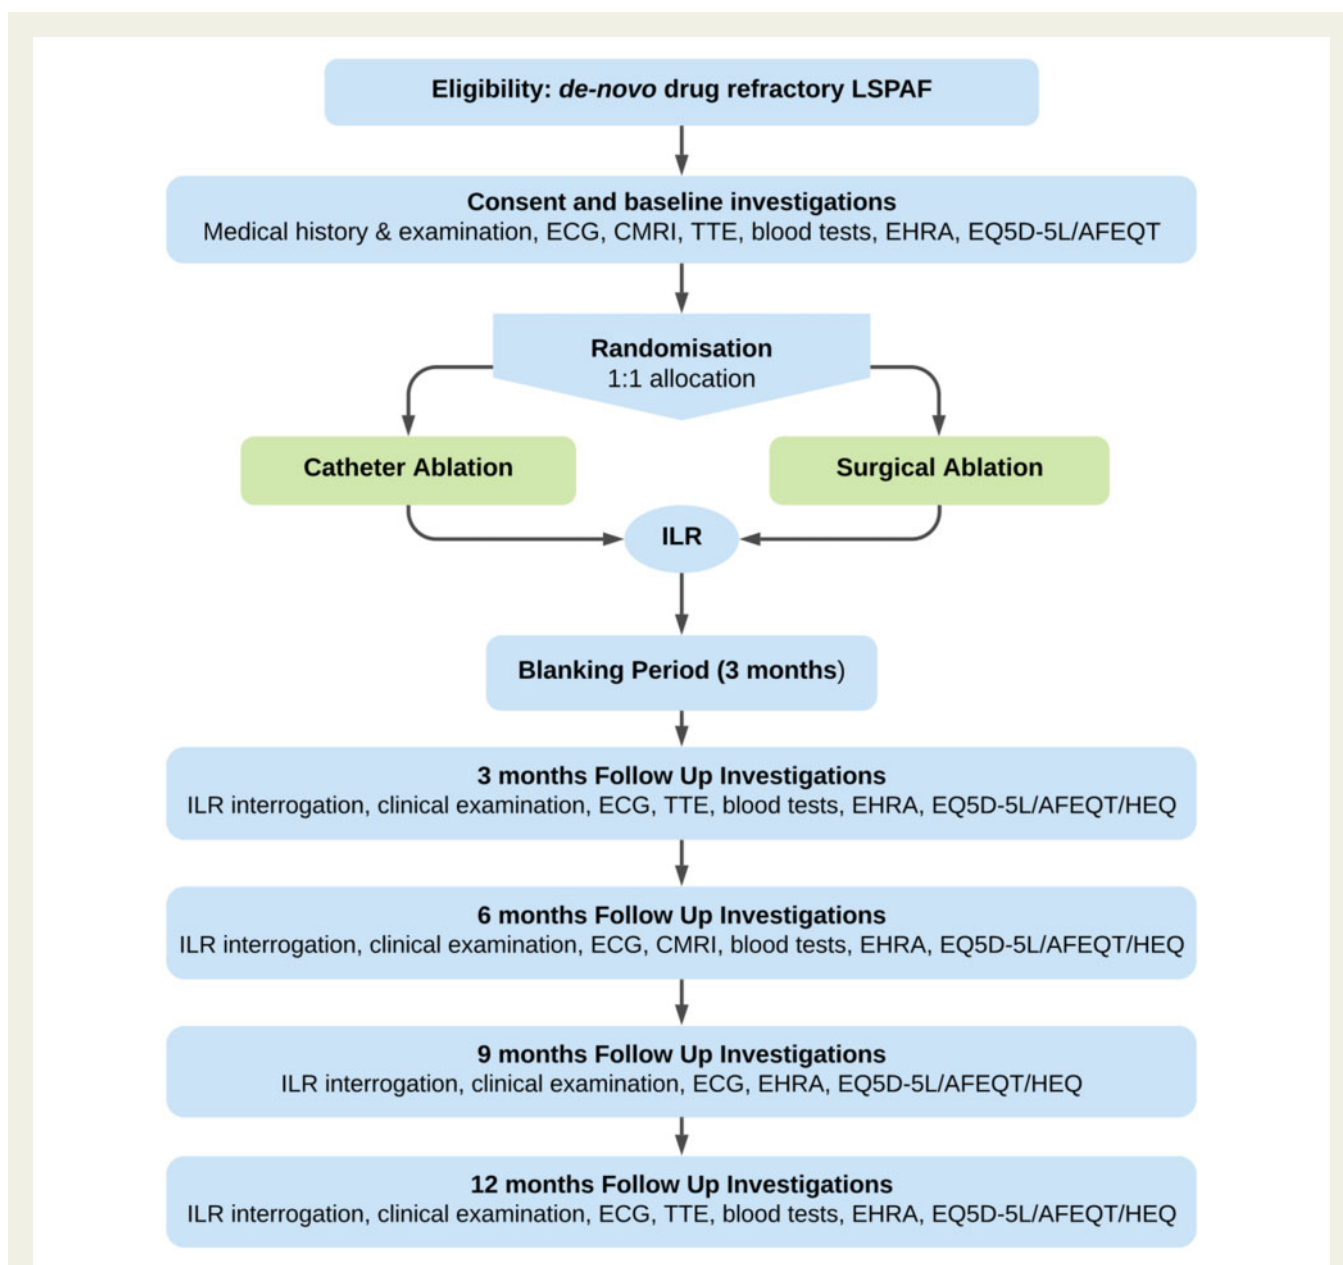 Eligibility: de-novo drug refractory LSPAF
Consent and baseline investigations
Medical history & examination, ECG, CMRI, TTE, blood tests, EHRA, EQ5D-5L/AFEQT
Randomisation
1:1 allocation
Catheter Ablation
Surgical Ablation
ILR
Blanking Period (3 months)
3 months Follow Up Investigations
ILR interrogation, clinical examination, ECG, TTE, blood tests, EHRA, EQ5D-5L/AFEQT/HEQ
6 months Follow Up Investigations
ILR interrogation, clinical examination, ECG, CMRI, blood tests, EHRA, EQ5D-5L/AFEQT/HEQ
9 months Follow Up Investigations
ILR interrogation, clinical examination, ECG, EHRA, EQ5D-5L/AFEQT/HEQ
12 months Follow Up Investigations
ILR interrogation, clinical examination, ECG, TTE, blood tests, EHRA, EQ5D-5L/AFEQT/HEQ